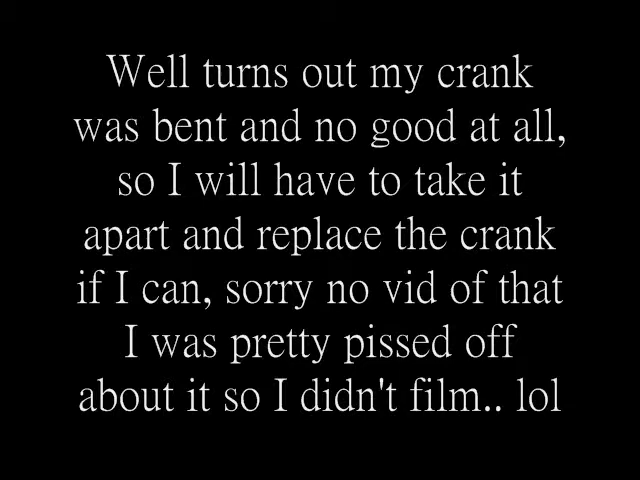 Well turns out my crank
was bent and no good at all,
so I will have to take it
apart and replace the crank
if I can, sorry no vid of that
I was pretty pissed off
about it so I didn't film.. lol